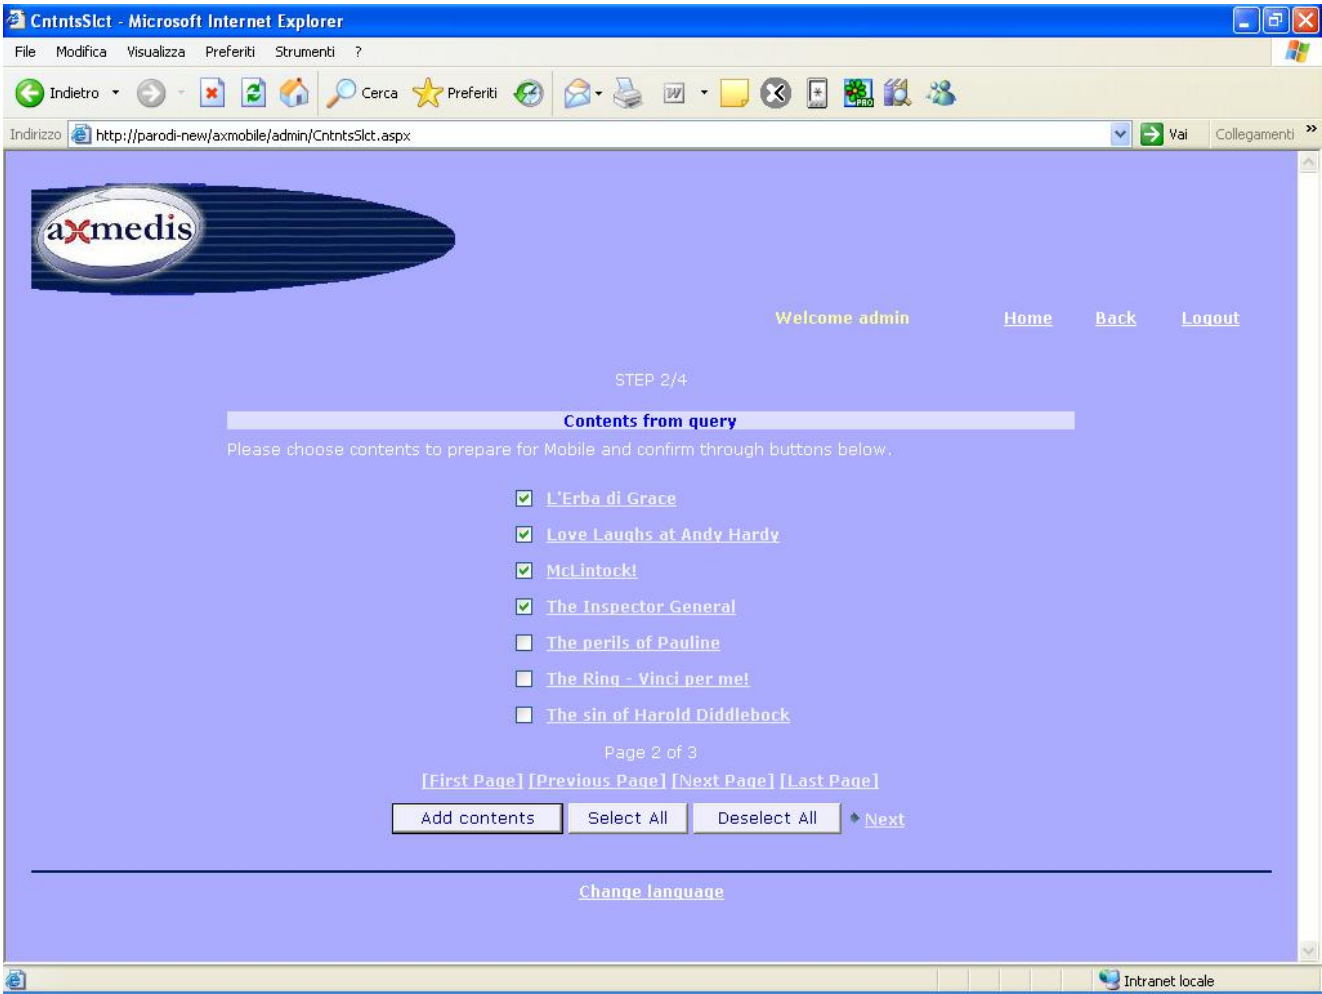 CntntsSlct - Microsoft Internet Explorer
File Modifica Visualizza Preferiti Strumenti ?
Indietro Cerca Preferiti
Indirizzo http://parodi-new/axmobile/admin/CntntsSlct.aspx Vai Collegamenti »
axmedis
Welcome admin Home Back Logout
STEP 2/4
Contents from query
Please choose contents to prepare for Mobile and confirm through buttons below.
L'Erba di Grace
Love Laughs at Andy Hardy
McLintock!
The Inspector General
The perils of Pauline
The Ring - Vinci per me!
The sin of Harold Diddlebock
Page 2 of 3
[First Page] [Previous Page] [Next Page] [Last Page]
Add contents Select All Deselect All Next
Change language
Intranet locale